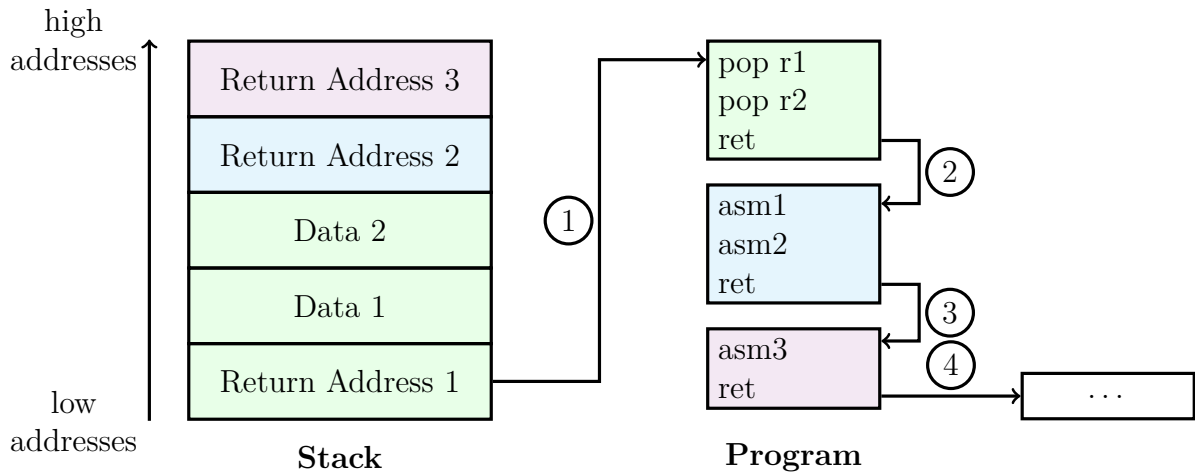 high
addresses
Return Address 3
Return Address 2
Data 2
Data 1
Return Address 1
low
addresses
Stack
1
pop r1
pop r2
ret
2
asm1
asm2
ret
3
asm3
ret
4
...
Program